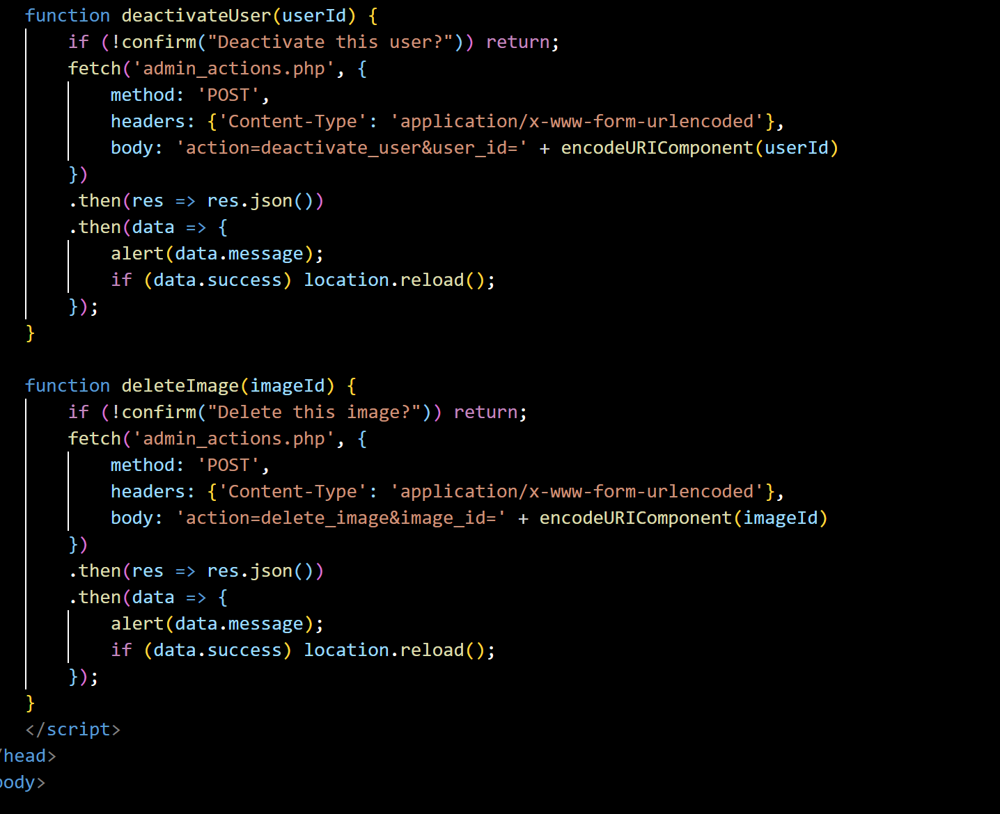 function deactivateUser(userId) {
    if (!confirm("Deactivate this user?")) return;
    fetch('admin_actions.php', {
        method: 'POST',
        headers: {'Content-Type': 'application/x-www-form-urlencoded'},
        body: 'action=deactivate_user&user_id=' + encodeURIComponent(userId)
    })
    .then(res => res.json())
    .then(data => {
        alert(data.message);
        if (data.success) location.reload();
    });
}

function deleteImage(imageId) {
    if (!confirm("Delete this image?")) return;
    fetch('admin_actions.php', {
        method: 'POST',
        headers: {'Content-Type': 'application/x-www-form-urlencoded'},
        body: 'action=delete_image&image_id=' + encodeURIComponent(imageId)
    })
    .then(res => res.json())
    .then(data => {
        alert(data.message);
        if (data.success) location.reload();
    });
}
</script>
/head>
body>